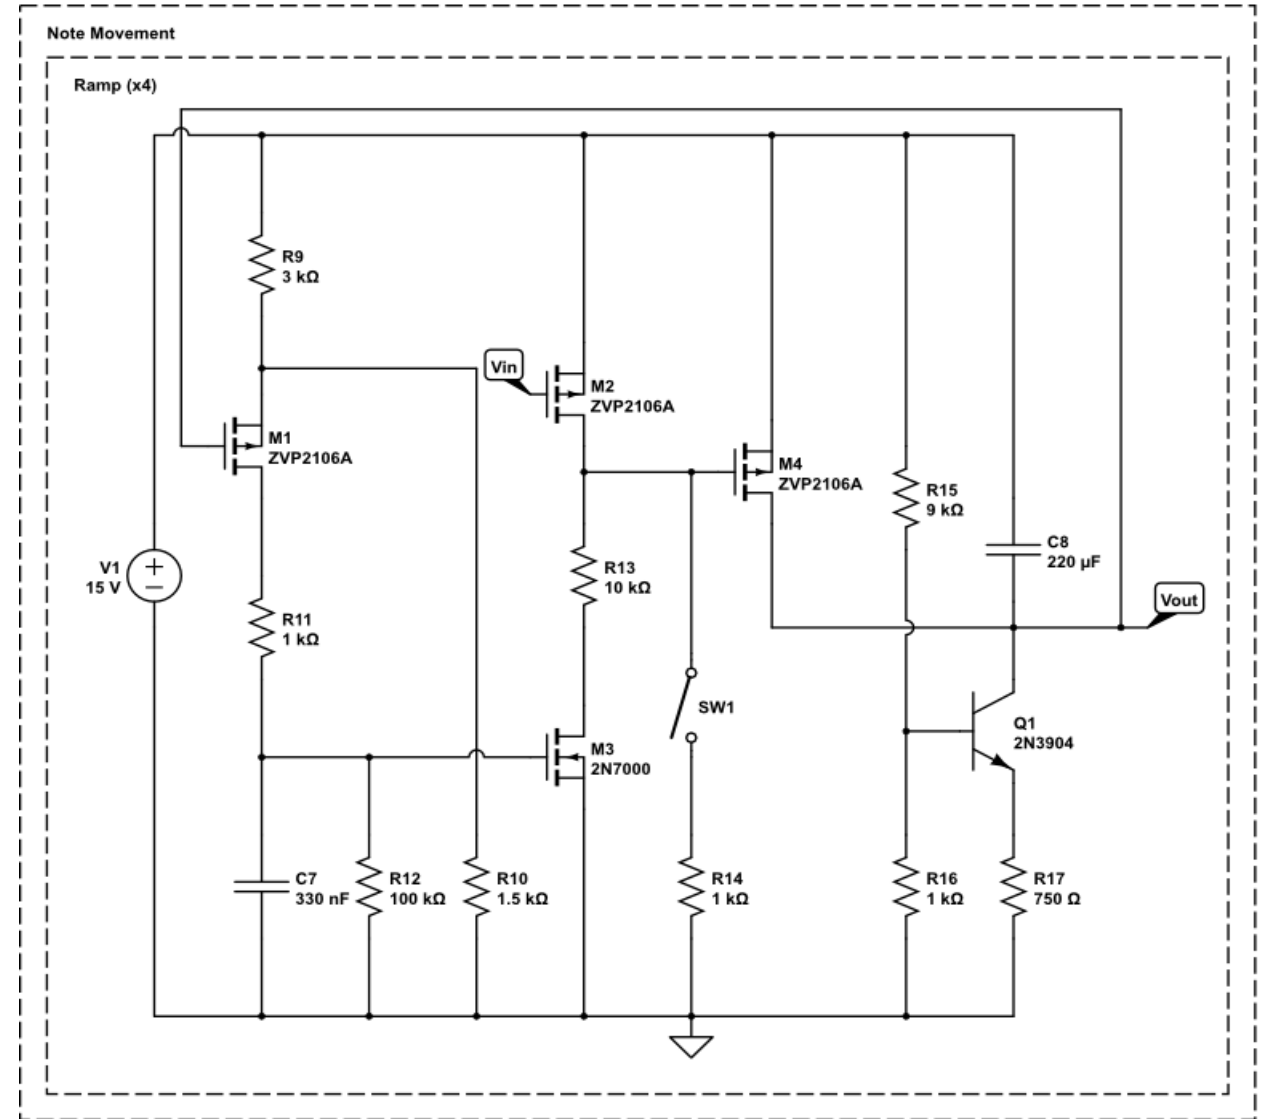 Note Movement
Ramp (x4)
R9
3 kΩ
Vin
M2
ZVP2106A
M1
ZVP2106A
M4
ZVP2106A
R15
9 kΩ
C8
220 µF
V1
15 V
R13
10 kΩ
Vout
R11
1 kΩ
SW1
Q1
2N3904
M3
2N7000
C7
330 nF
R12
100 kΩ
R10
1.5 kΩ
R14
1 kΩ
R16
1 kΩ
R17
750 Ω